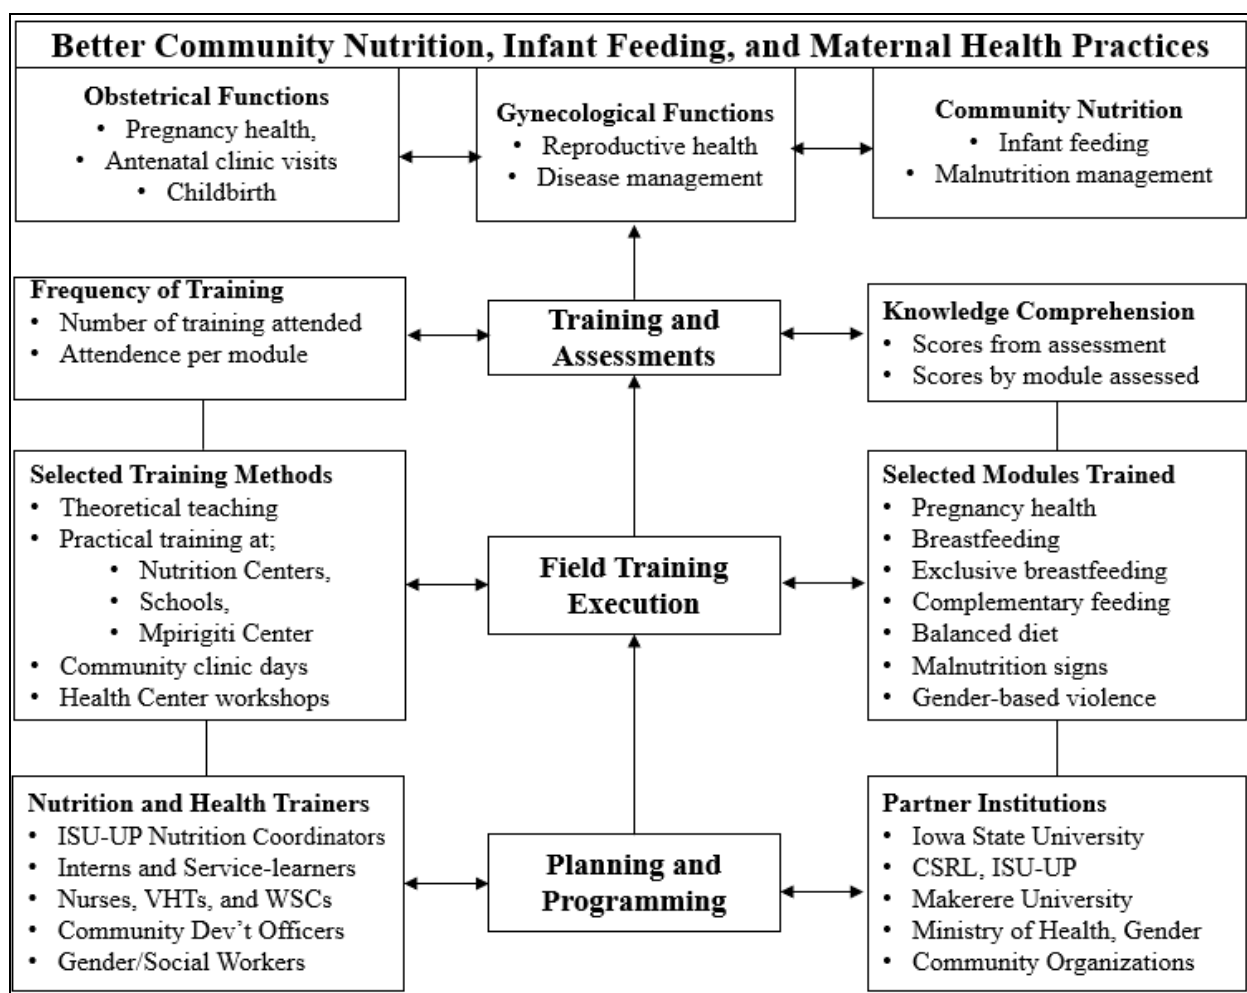 Better Community Nutrition, Infant Feeding, and Maternal Health Practices
Obstetrical Functions
• Pregnancy health,
• Antenatal clinic visits
• Childbirth
Gynecological Functions
• Reproductive health
• Disease management
Community Nutrition
• Infant feeding
• Malnutrition management
Frequency of Training
• Number of training attended
• Attendence per module
Training and
Assessments
Knowledge Comprehension
• Scores from assessment
• Scores by module assessed
Selected Training Methods
• Theoretical teaching
• Practical training at;
• Nutrition Centers,
• Schools,
• Mpirigiti Center
• Community clinic days
• Health Center workshops
Field Training
Execution
Selected Modules Trained
• Pregnancy health
• Breastfeeding
• Exclusive breastfeeding
• Complementary feeding
• Balanced diet
• Malnutrition signs
• Gender-based violence
Nutrition and Health Trainers
• ISU-UP Nutrition Coordinators
• Interns and Service-learners
• Nurses, VHTs, and WSCs
• Community Dev’t Officers
• Gender/Social Workers
Planning and
Programming
Partner Institutions
• Iowa State University
• CSRL, ISU-UP
• Makerere University
• Ministry of Health, Gender
• Community Organizations